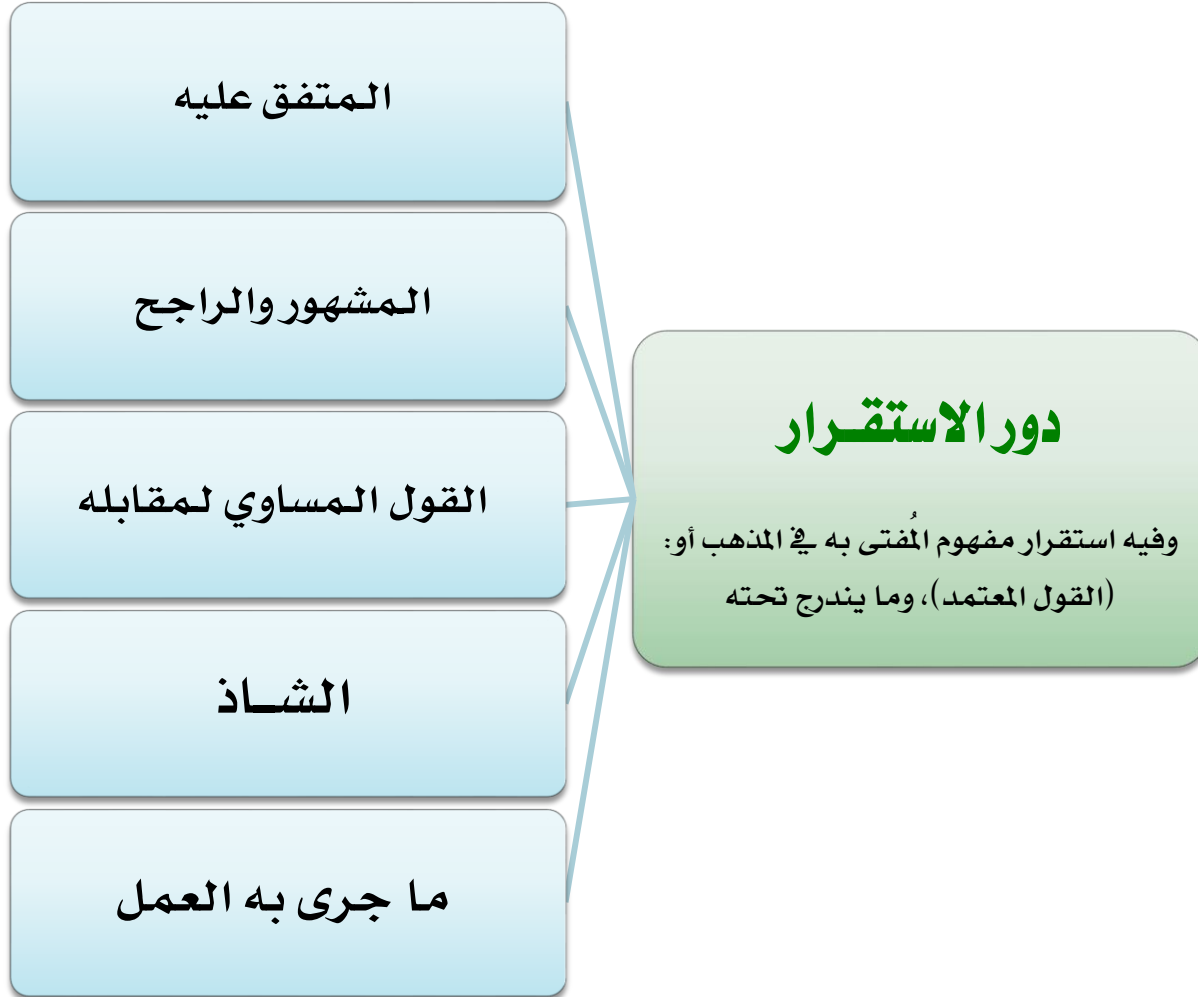 دور الاستقـرار
وفيه استقرار مفهوم المُفتى به في المذهب أو:
(القول المعتمد)، وما يندرج تحته
المتفق عليه
المشهور والراجح
القول المساوي لمقابله
الشــاذ
ما جرى به العمل